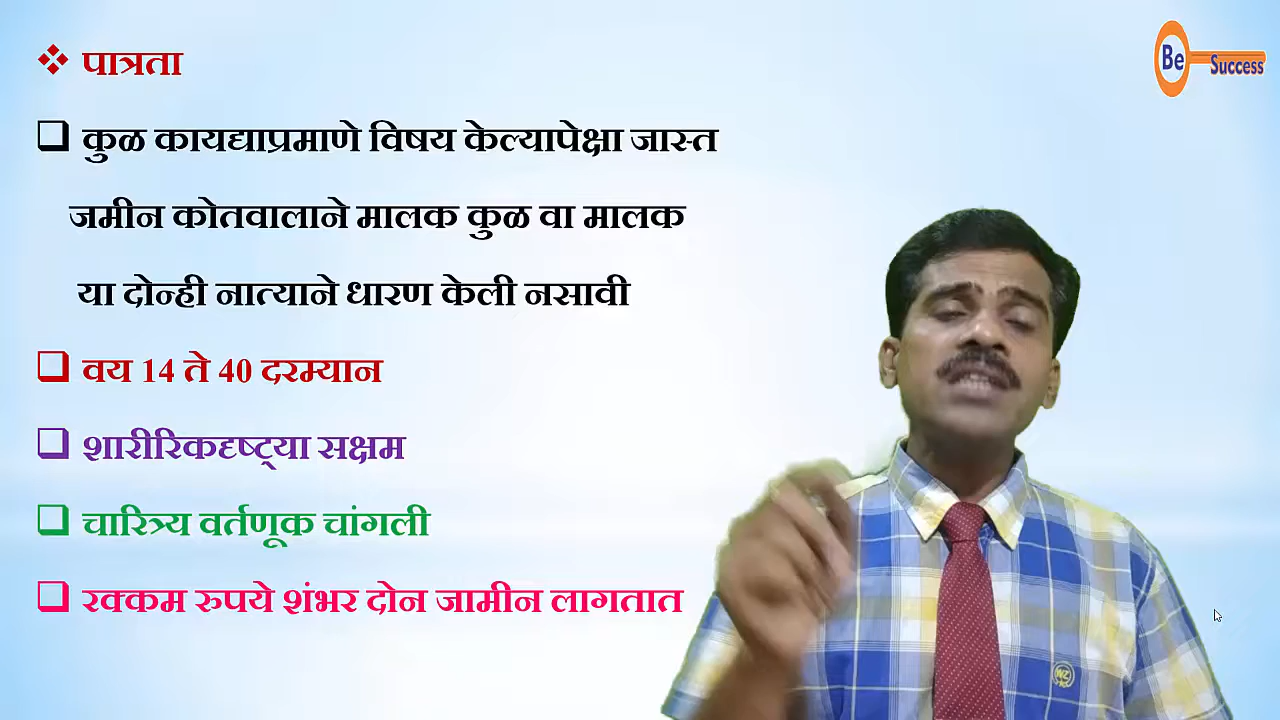 पात्रता
Be Success
कुळ कायद्याप्रमाणे विषय केल्यापेक्षा जास्त
जमीन कोतवालाने मालक कुळ वा मालक
या दोन्ही नात्याने धारण केली नसावी
वय 14 ते 40 दरम्यान
शारीरिकदृष्ट्या सक्षम
चारित्र्य वर्तणूक चांगली
रक्कम रुपये शंभर दोन जामीन लागतात